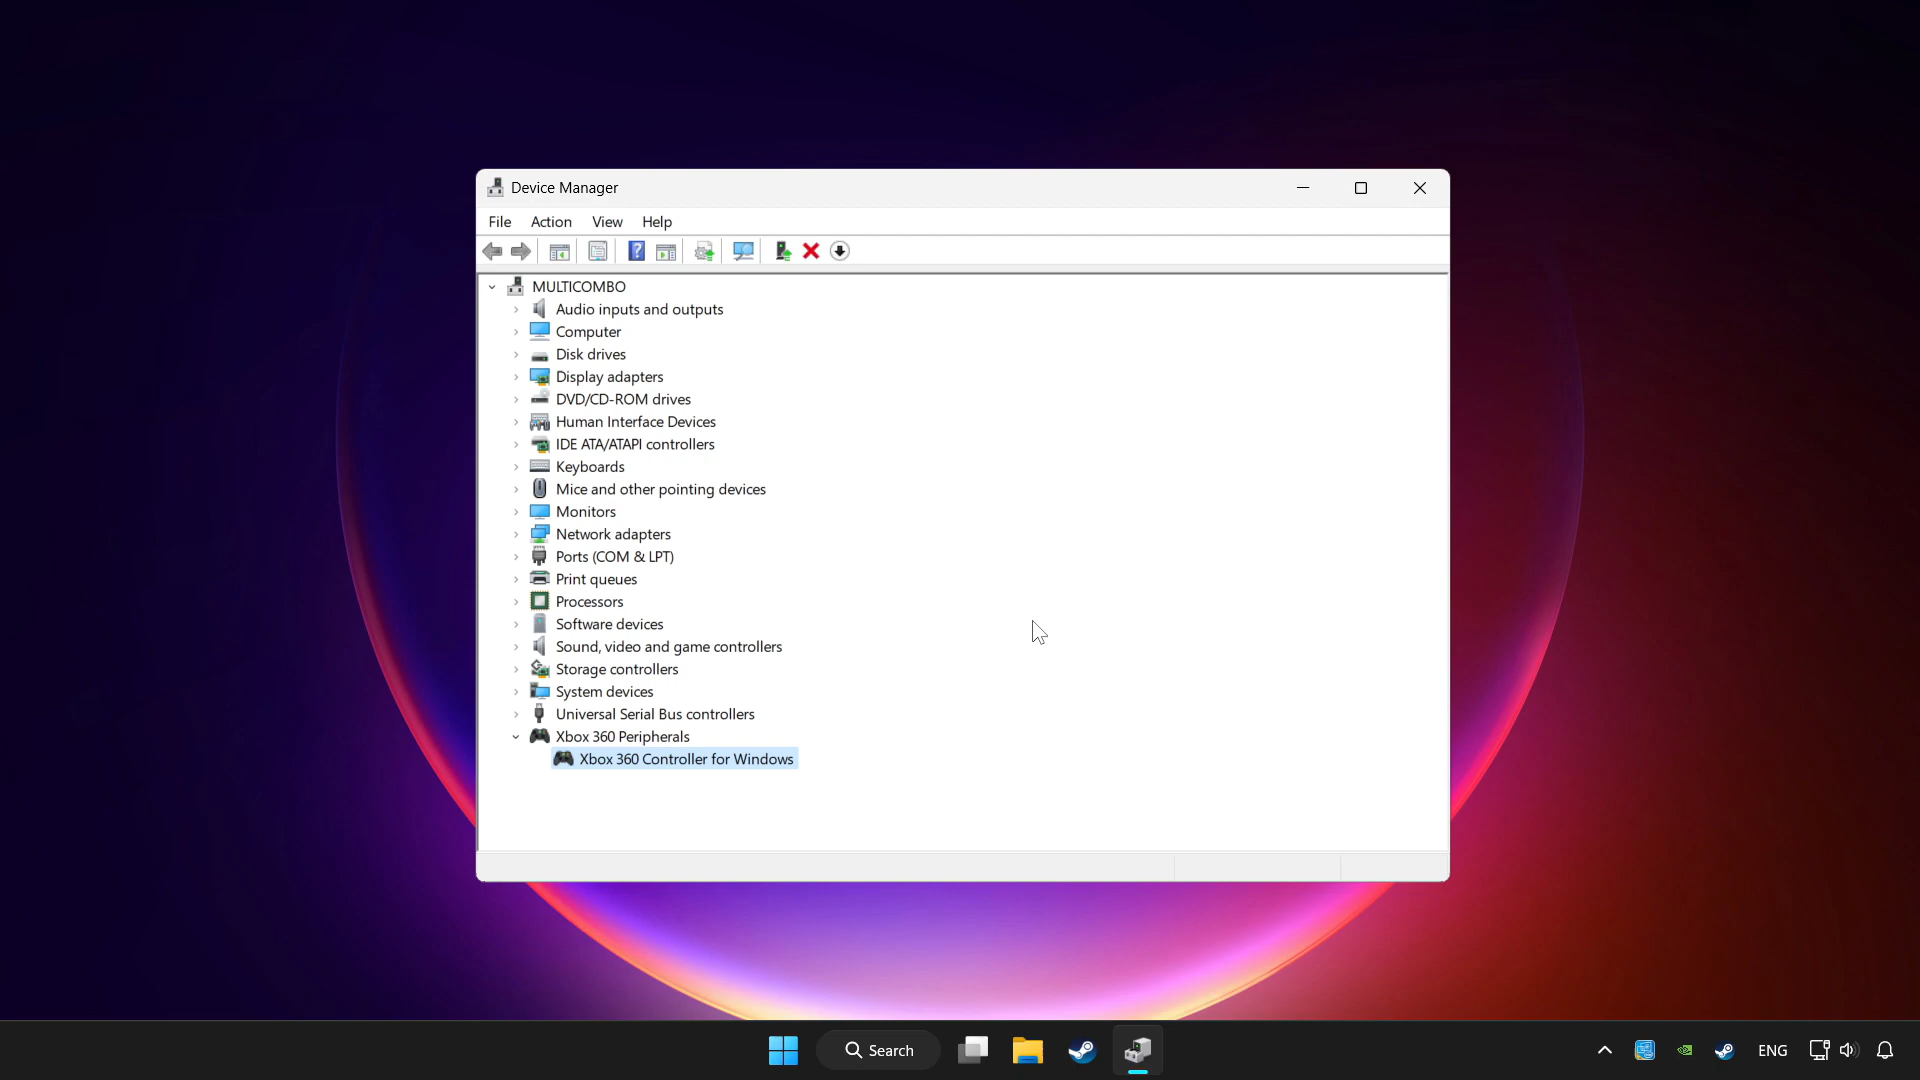 Device Manager
File Action View Help
MULTICOMBO
Audio inputs and outputs
Computer
Disk drives
Display adapters
DVD/CD-ROM drives
Human Interface Devices
IDE ATA/ATAPI controllers
Keyboards
Mice and other pointing devices
Monitors
Network adapters
Ports (COM & LPT)
Print queues
Processors
Software devices
Sound, video and game controllers
Storage controllers
System devices
Universal Serial Bus controllers
Xbox 360 Peripherals
Xbox 360 Controller for Windows
Search
ENG